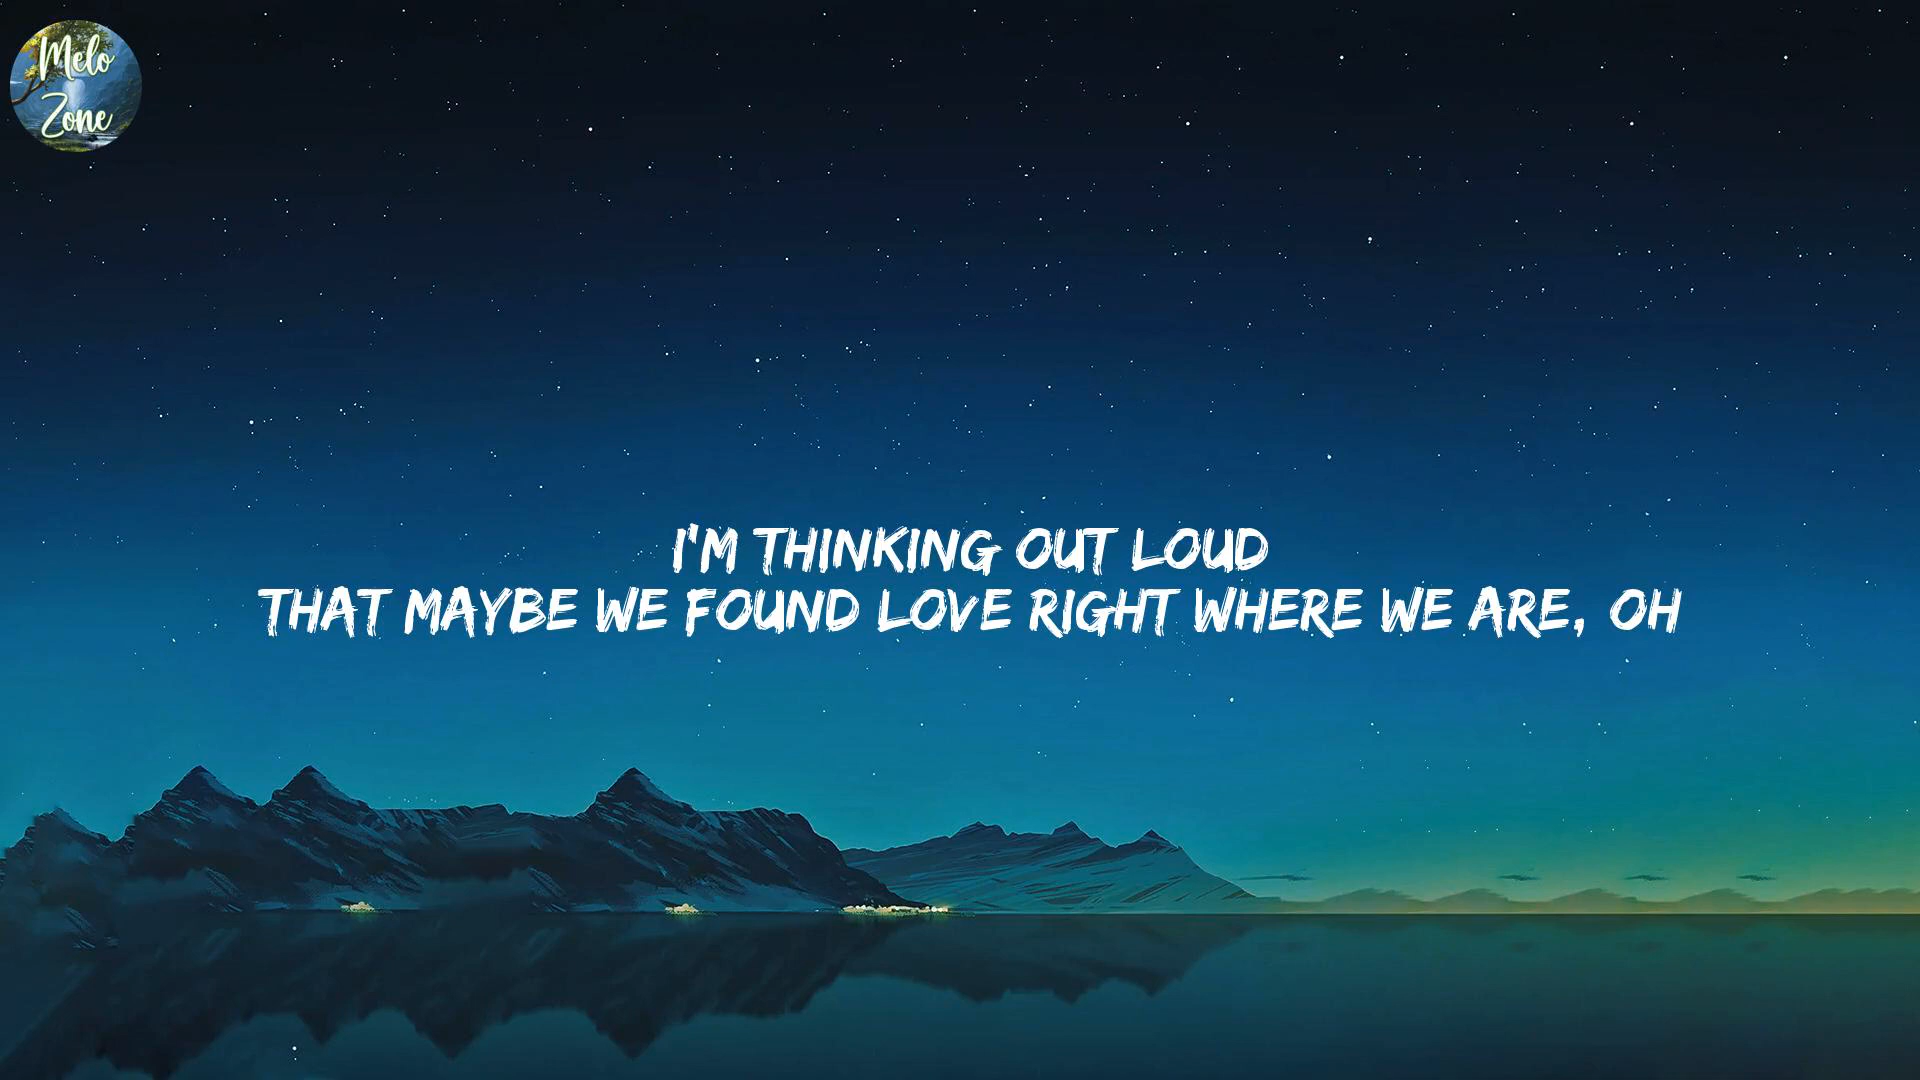 Melo
Zone
I'M THINKING OUT LOUD
THAT MAYBE WE FOUND LOVE RIGHT WHERE WE ARE, OH